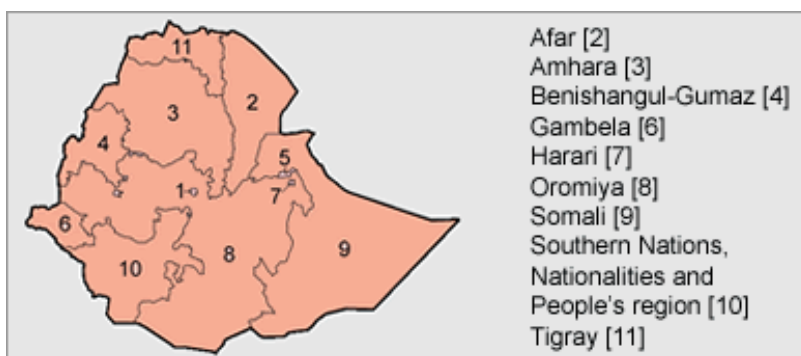 11
3
2
4
5
1
7
6
8
9
10
Afar [2]
Amhara [3]
Benishangul-Gumaz [4]
Gambela [6]
Harari [7]
Oromiya [8]
Somali [9]
Southern Nations,
Nationalities and
People's region [10]
Tigray [11]